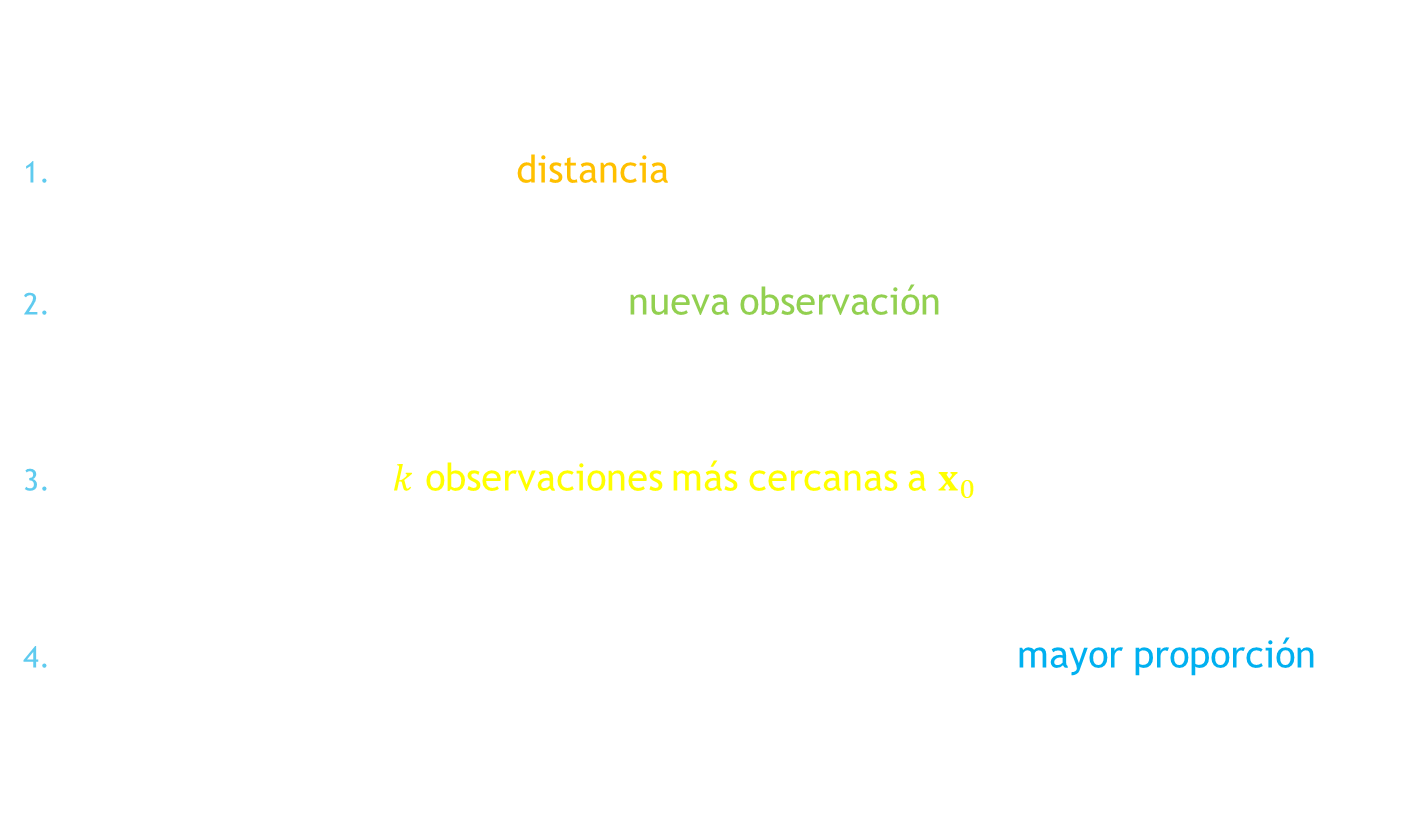 1. distancia
2. nueva observación
3. k observaciones más cercanas a x₀
4. mayor proporción